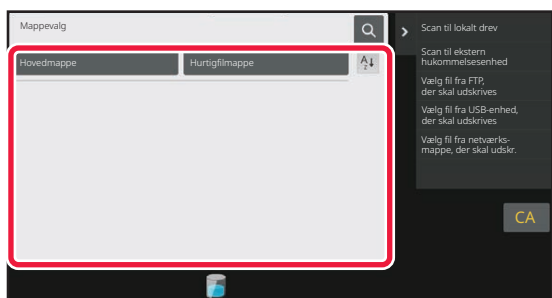 Mappevalg
Hovedmappe
Hurtigfilmappe
A
Z
Scan til lokalt drev
Scan til ekstern
hukommelsesenhed
Vælg fil fra FTP,
der skal udskrives
Vælg fil fra USB-enhed,
der skal udskrives
Vælg fil fra netværks-
mappe, der skal udskr.
CA